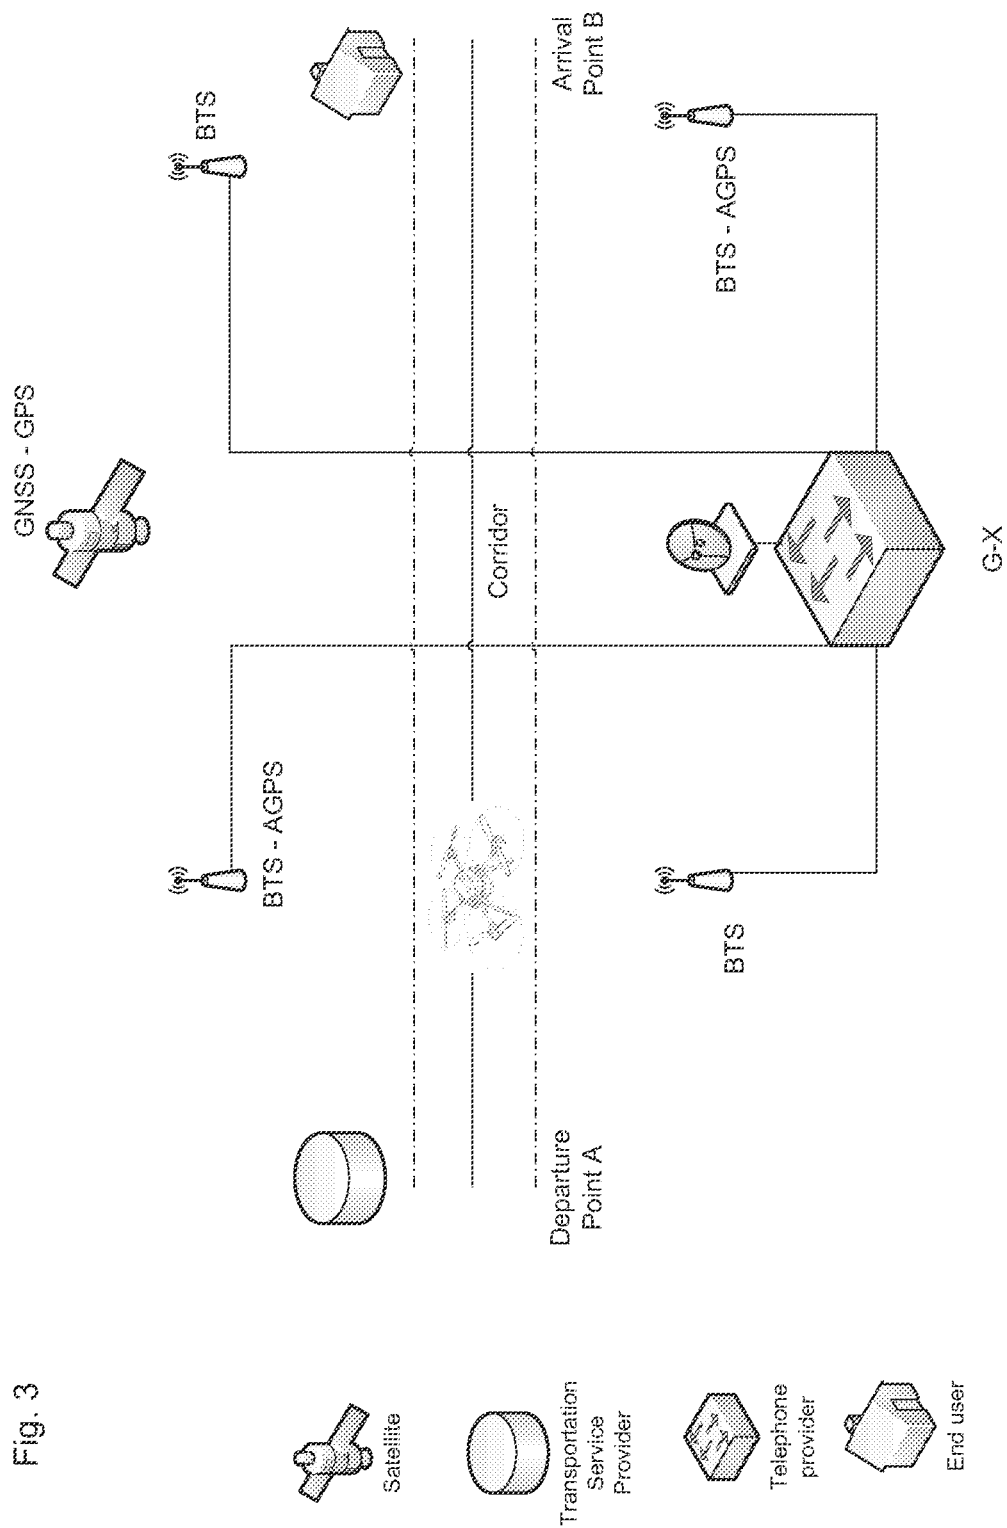 Fig. 3
GNSS - GPS
BTS - AGPS
BTS
Corridor
Departure
Point A
Arrival
Point B
BTS
BTS - AGPS
G-X
Satellite
Transportation
Service
Provider
Telephone
provider
End user